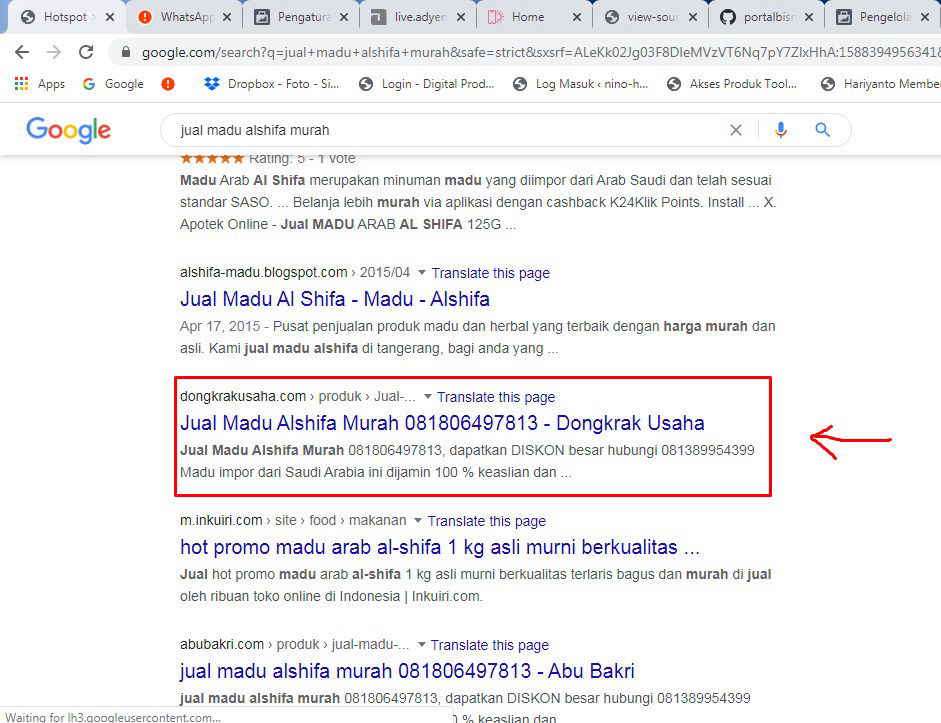 Hotspot
WhatsApp
Pengatura
live.adyen
Home
view-sour
portalbisn
Pengelola
google.com/search?q=jual+madu+alshifa+murah&safe=strict&sxsrf=ALeKk02Jg03F8DleMVzVT6Nq7pY7ZlxHhA:1588394956341&
Apps
Google
Dropbox - Foto - Si...
Login - Digital Prod...
Log Masuk ‹ nino-h...
Akses Produk Tool...
Hariyanto Member
Google
jual madu alshifa murah
Rating: 5 - 1 vote
Madu Arab Al Shifa merupakan minuman madu yang diimpor dari Arab Saudi dan telah sesuai
standar SASO. ... Belanja lebih murah via aplikasi dengan cashback K24Klik Points. Install ... X.
Apotek Online - Jual MADU ARAB AL SHIFA 125G ...
alshifa-madu.blogspot.com › 2015/04 Translate this page
Jual Madu Al Shifa - Madu - Alshifa
Apr 17, 2015 - Pusat penjualan produk madu dan herbal yang terbaik dengan harga murah dan
asli. Kami jual madu alshifa di tangerang, bagi anda yang ...
dongkrakusaha.com › produk › Jual-... Translate this page
Jual Madu Alshifa Murah 081806497813 - Dongkrak Usaha
Jual Madu Alshifa Murah 081806497813, dapatkan DISKON besar hubungi 081389954399
Madu impor dari Saudi Arabia ini dijamin 100 % keaslian dan ...
m.inkuiri.com › site › food › makanan Translate this page
hot promo madu arab al-shifa 1 kg asli murni berkualitas ...
Jual hot promo madu arab al-shifa 1 kg asli murni berkualitas terlaris bagus dan murah di jual
oleh ribuan toko online di Indonesia | Inkuiri.com.
abubakri.com › produk › jual-madu-... Translate this page
jual madu alshifa murah 081806497813 - Abu Bakri
jual madu alshifa murah 081806497813, dapatkan DISKON besar hubungi 081389954399
0 % keaslian dan
Waiting for lh3.googleusercontent.com...